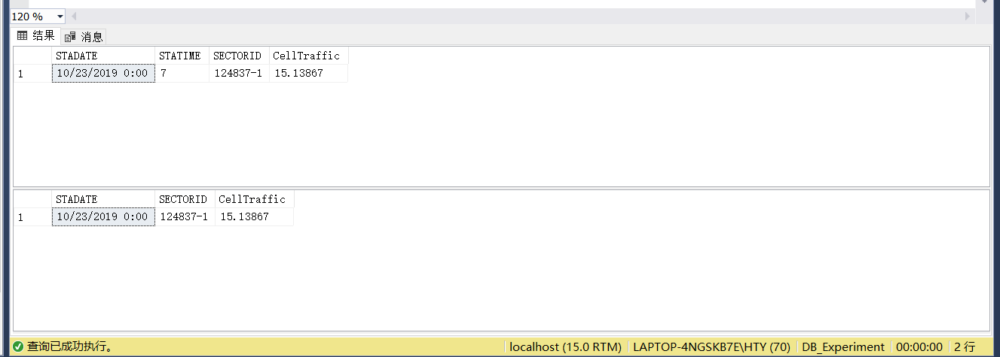 120 %
结果 消息
STADATE STATIME SECTORID CellTraffic
1 10/23/2019 0:00 7 124837-1 15.13867
STADATE SECTORID CellTraffic
1 10/23/2019 0:00 124837-1 15.13867
查询已成功执行。 localhost (15.0 RTM) LAPTOP-4NGSKB7E\HTY (70) DB_Experiment 00:00:00 2 行